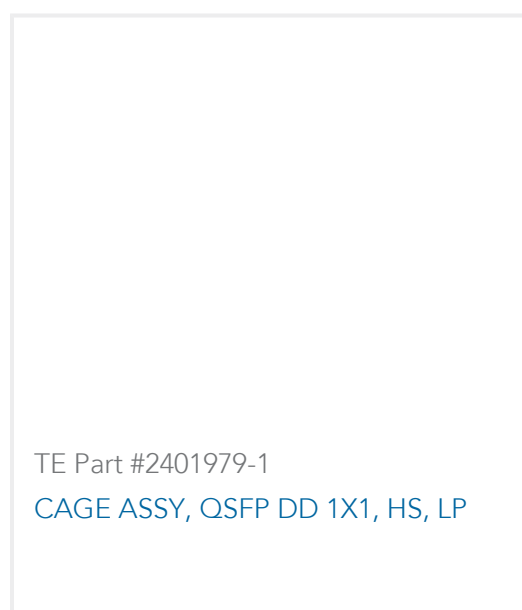 TE Part #2401979-1
CAGE ASSY, QSFP DD 1X1, HS, LP